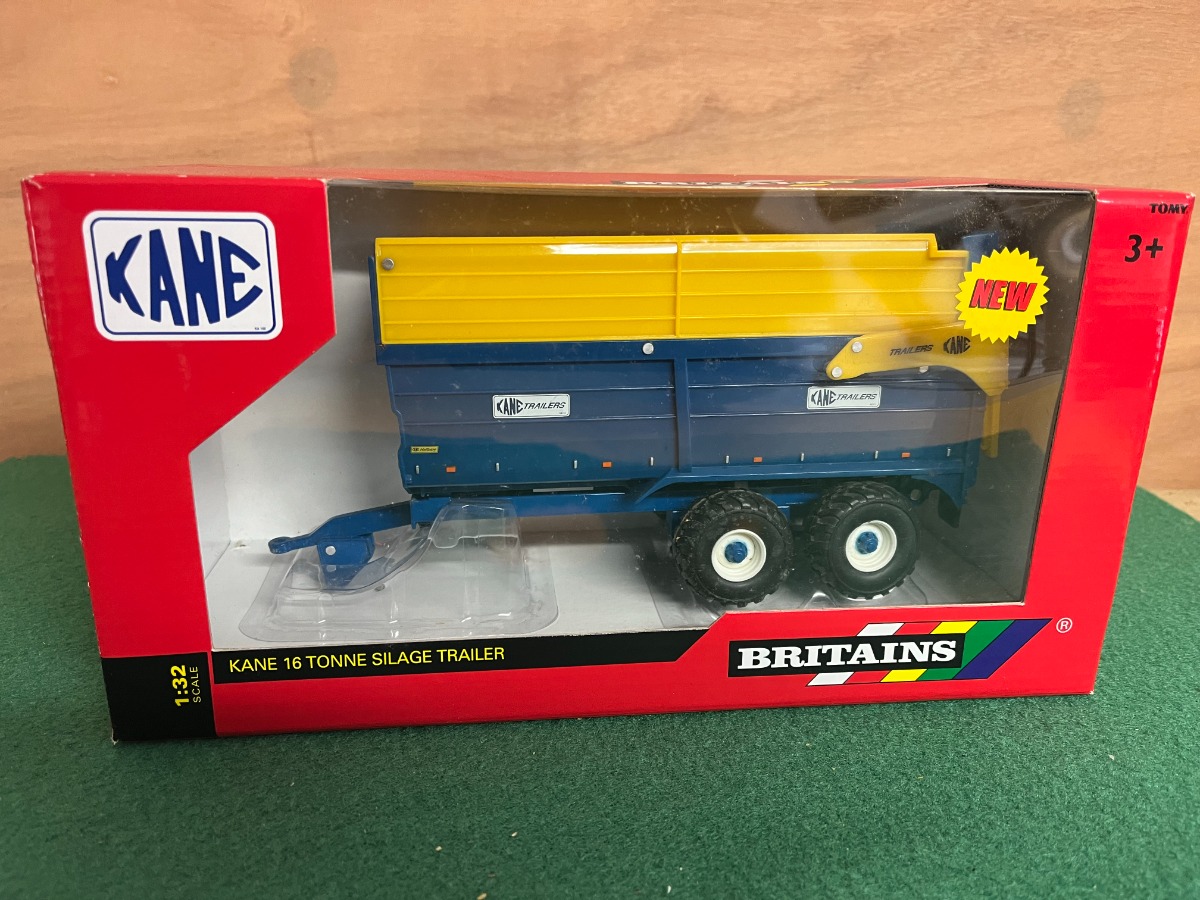 TOMY
3+
KANE
NEW
TRAILERS KANE
KANE TRAILERS
KANE TRAILERS
KANE 16 TONNE SILAGE TRAILER
1:32
SCALE
BRITAINS ®